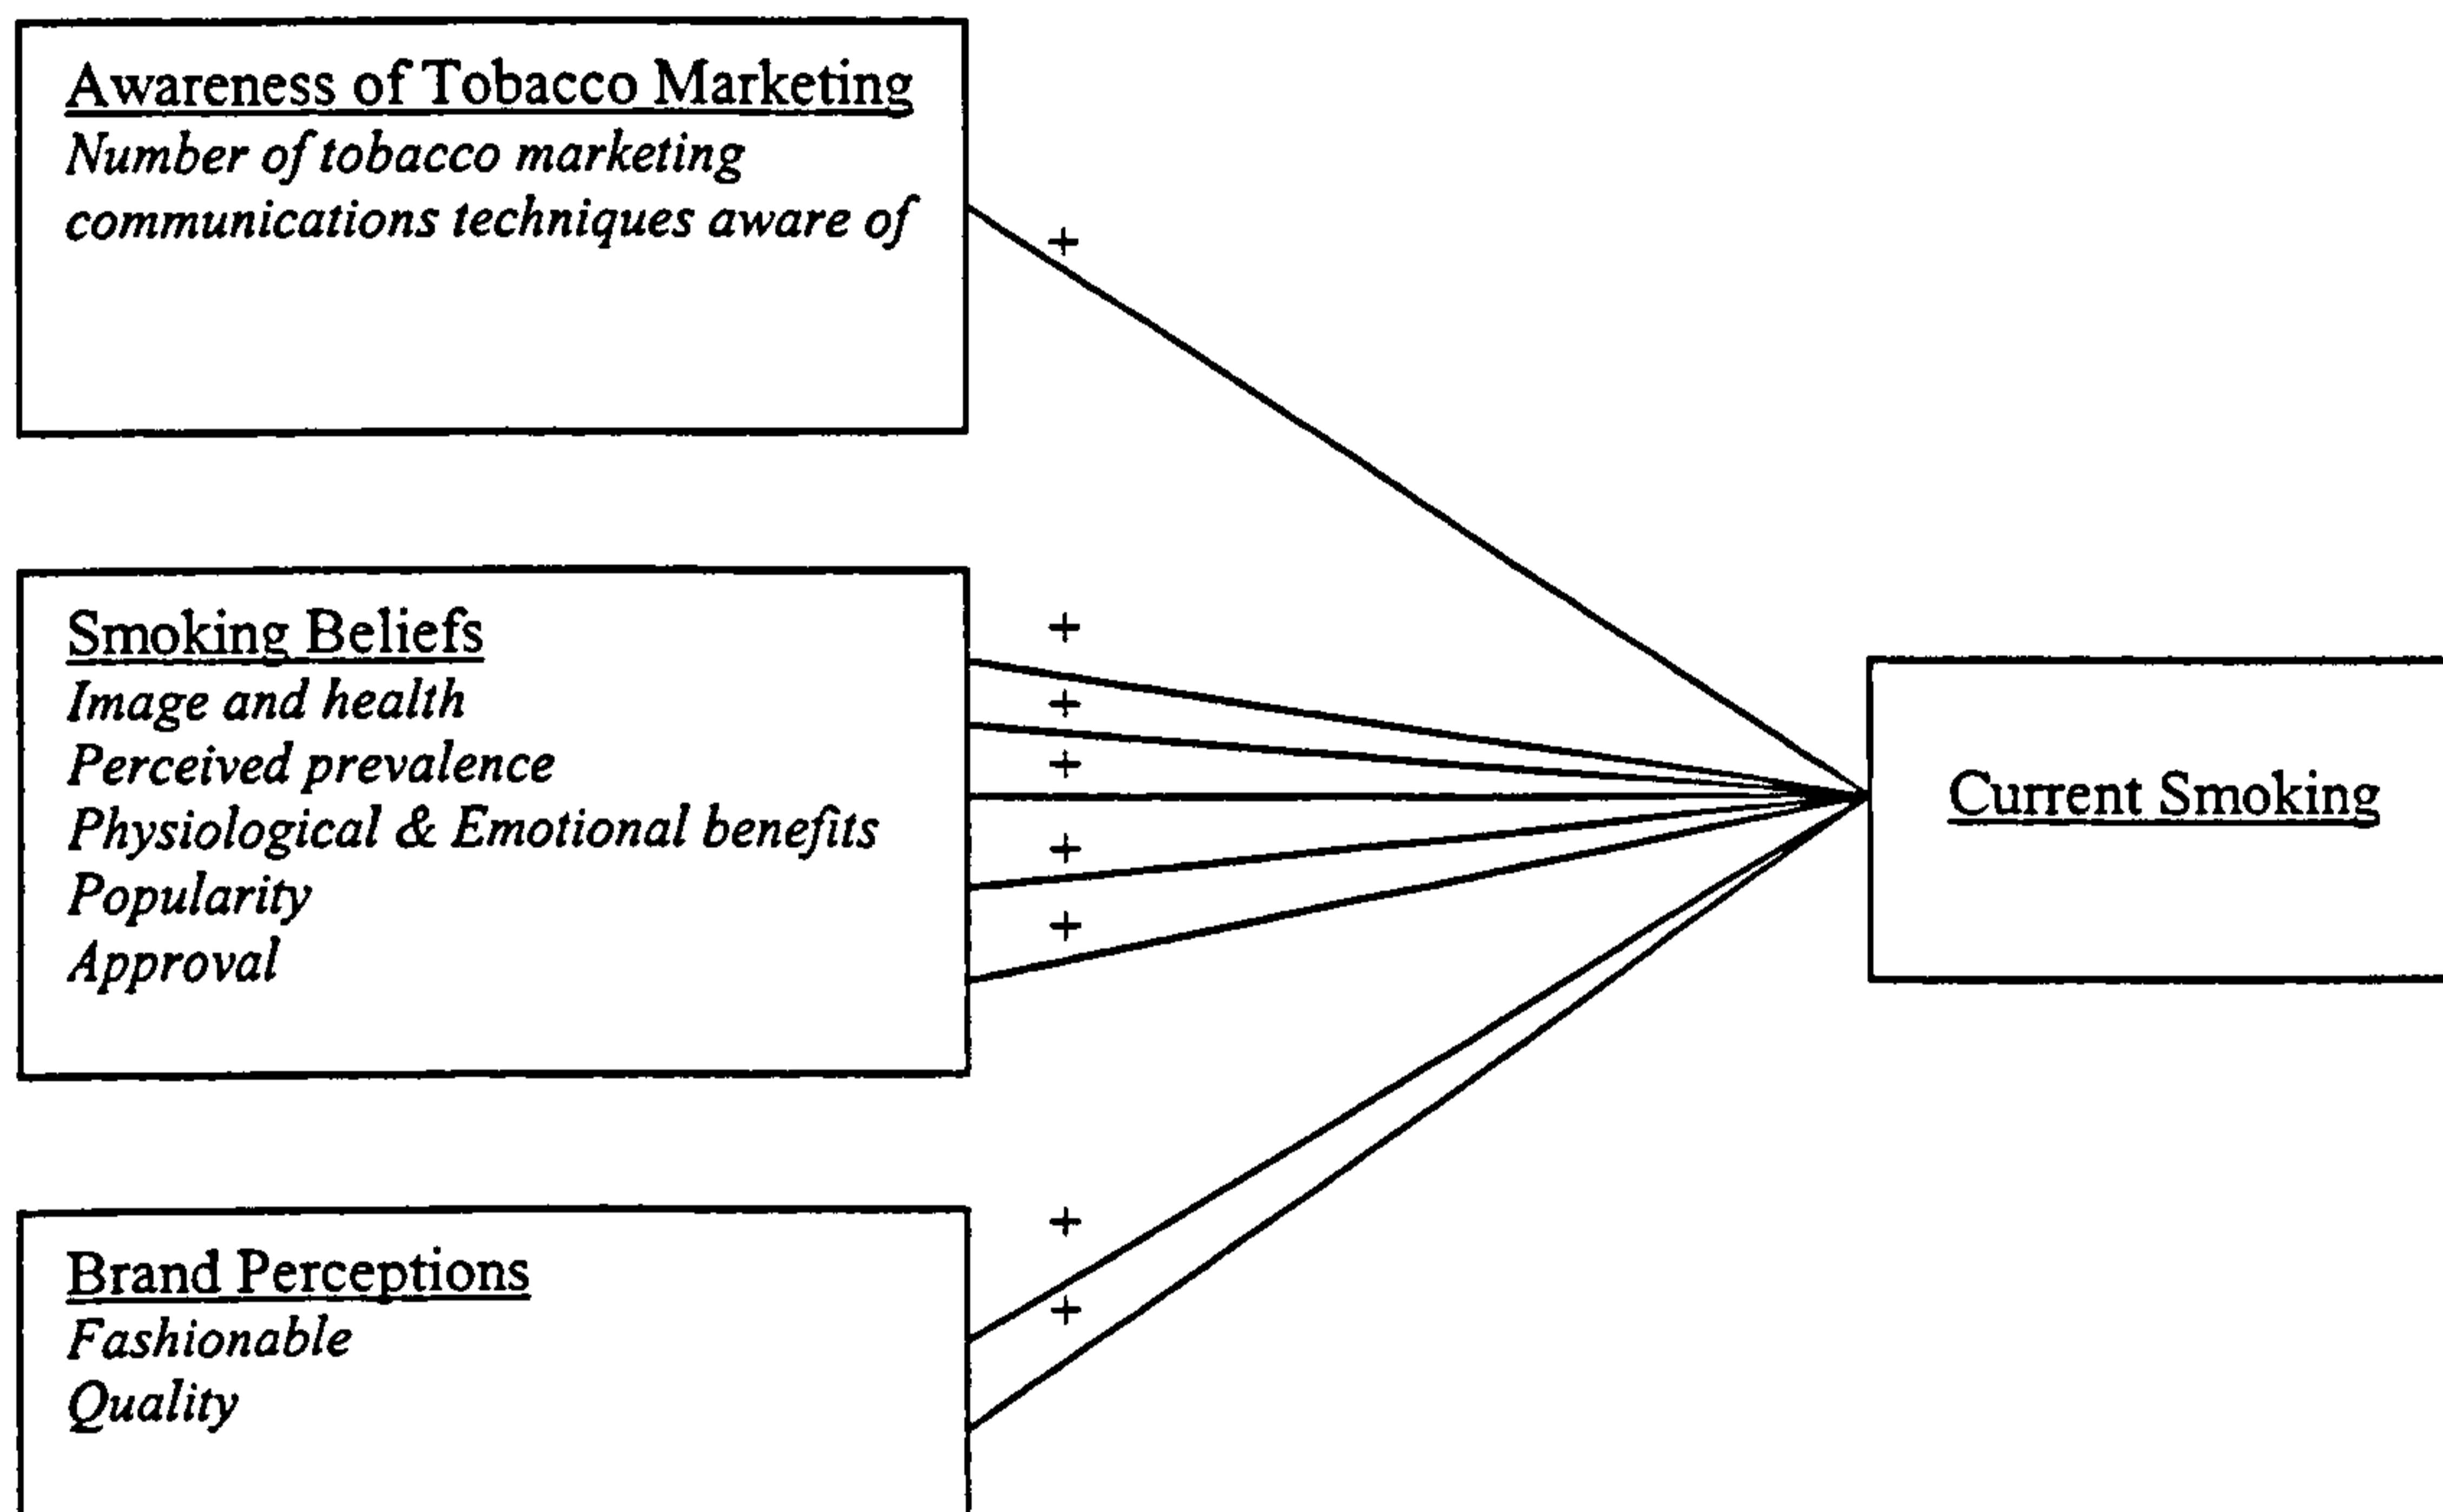 Awareness of Tobacco Marketing
Number of tobacco marketing
communications techniques aware of
+
Smoking Beliefs
Image and health
Perceived prevalence
Physiological & Emotional benefits
Popularity
Approval
+
+
+
+
+
Current Smoking
Brand Perceptions
Fashionable
Quality
+
+